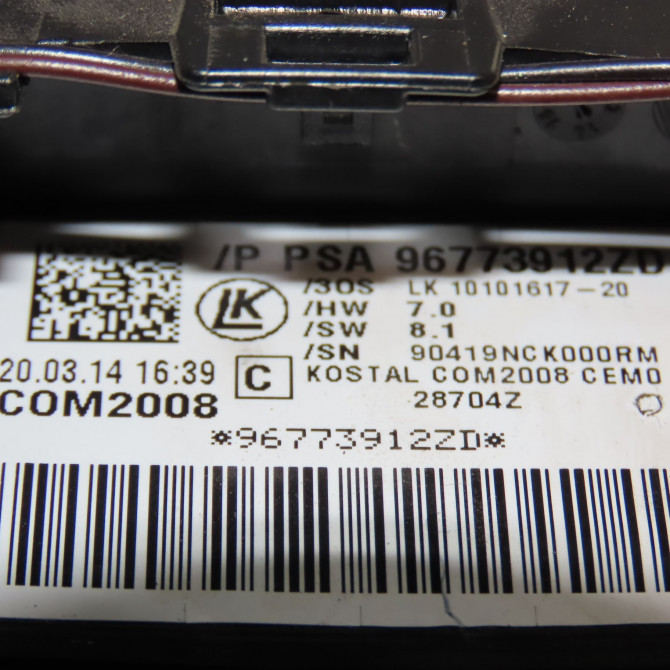 /P PSA 96773912ZD
/3OS LK 10101617-20
/HW 7.0
/SW 8.1
/SN 90419NCK000RM
LK
20.03.14 16:39
C
KOSTAL COM2008 CEM0
COM2008
28704Z
*96773912ZD*